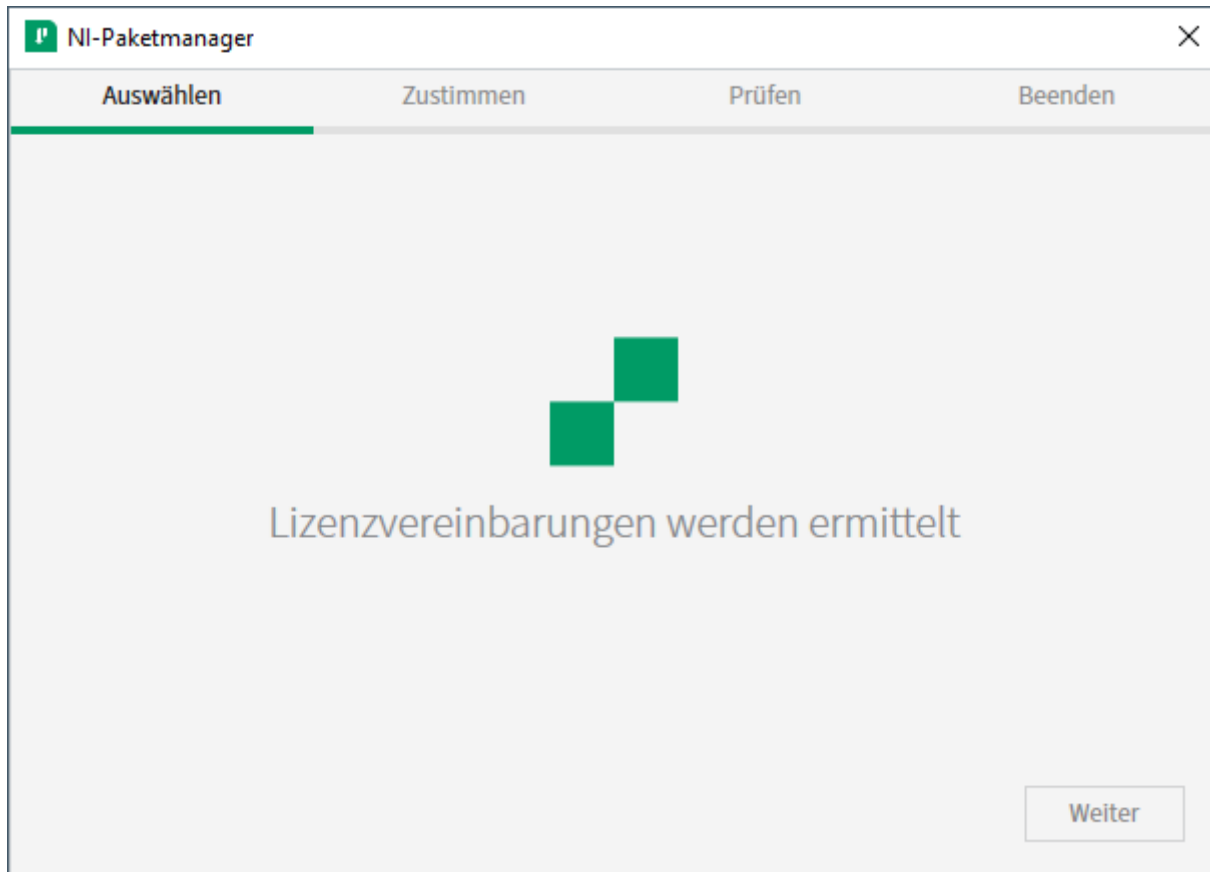 NI-Paketmanager
Auswählen Zustimmen Prüfen Beenden
Lizenzvereinbarungen werden ermittelt
Weiter